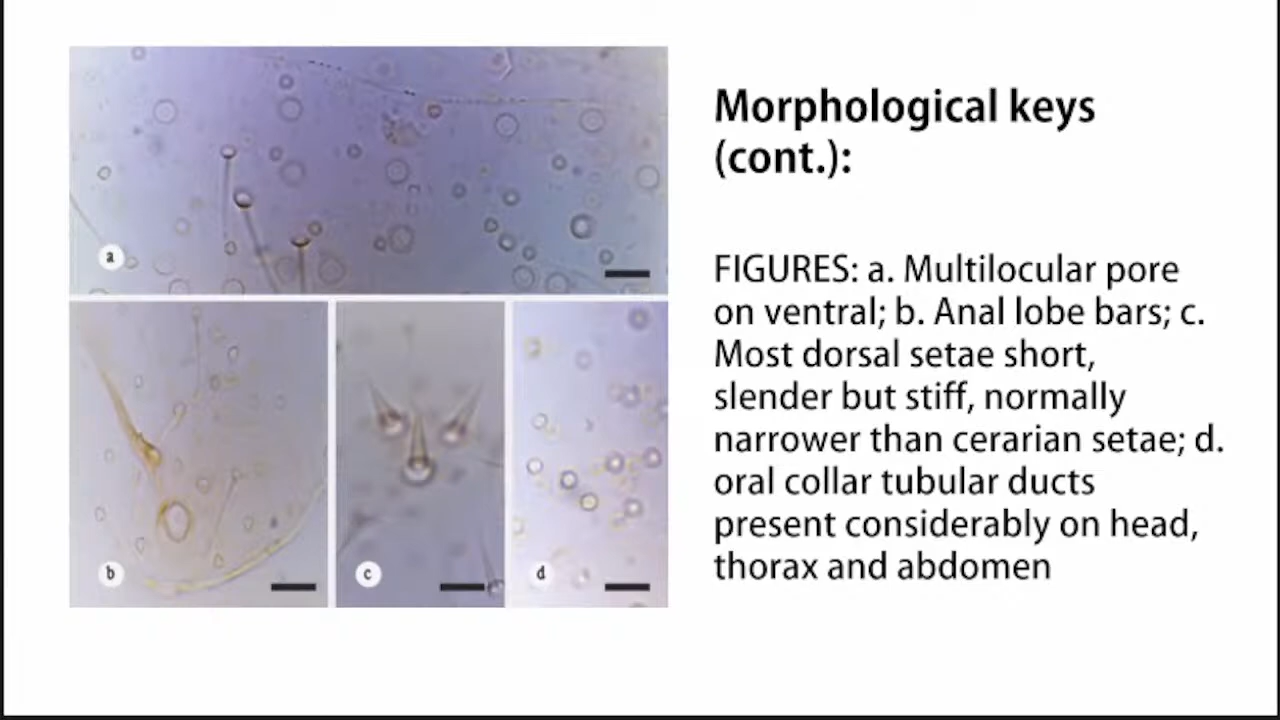 Morphological keys
(cont.):
FIGURES: a. Multilocular pore
on ventral; b. Anal lobe bars; c.
Most dorsal setae short,
slender but stiff, normally
narrower than cerarian setae; d.
oral collar tubular ducts
present considerably on head,
thorax and abdomen
a
b
c
d